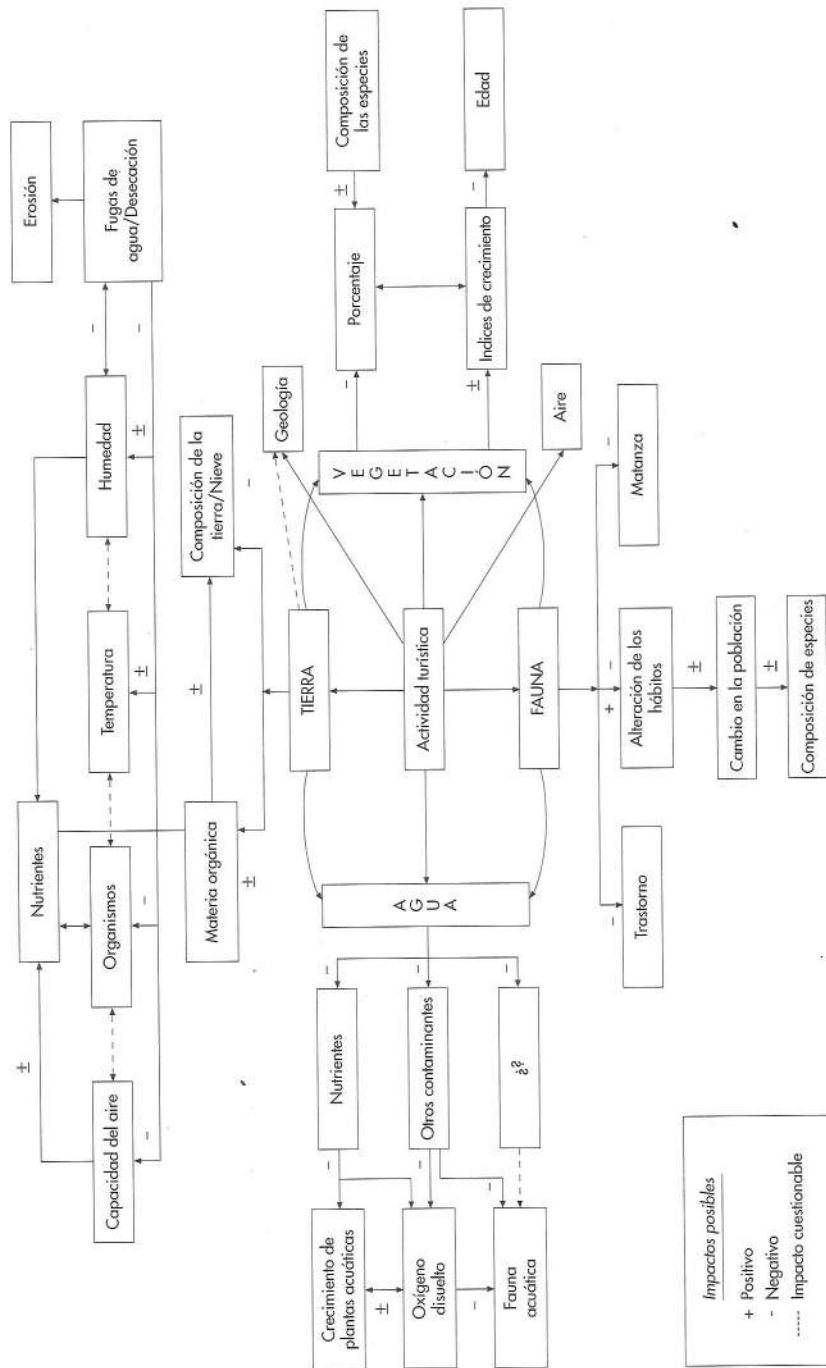 Erosión
Fugas de
agua/Desecación
Humedad
Temperatura
Nutrientes
Organismos
Capacidad del aire
Composición de la
tierra/Nieve
Materia orgánica
Geología
TIERRA
Composición de
las especies
Porcentaje
Edad
Indices de crecimiento
VEGETACIÓN
Aire
Actividad turística
AGUA
FAUNA
Nutrientes
Otros contaminantes
¿?
Crecimiento de
plantas acuáticas
Oxígeno
disuelto
Fauna
acuática
Matanza
Alteración de los
hábitos
Trastorno
Cambio en la población
Composición de especies
Impactos posibles
+ Positivo
- Negativo
----- Impacto cuestionable